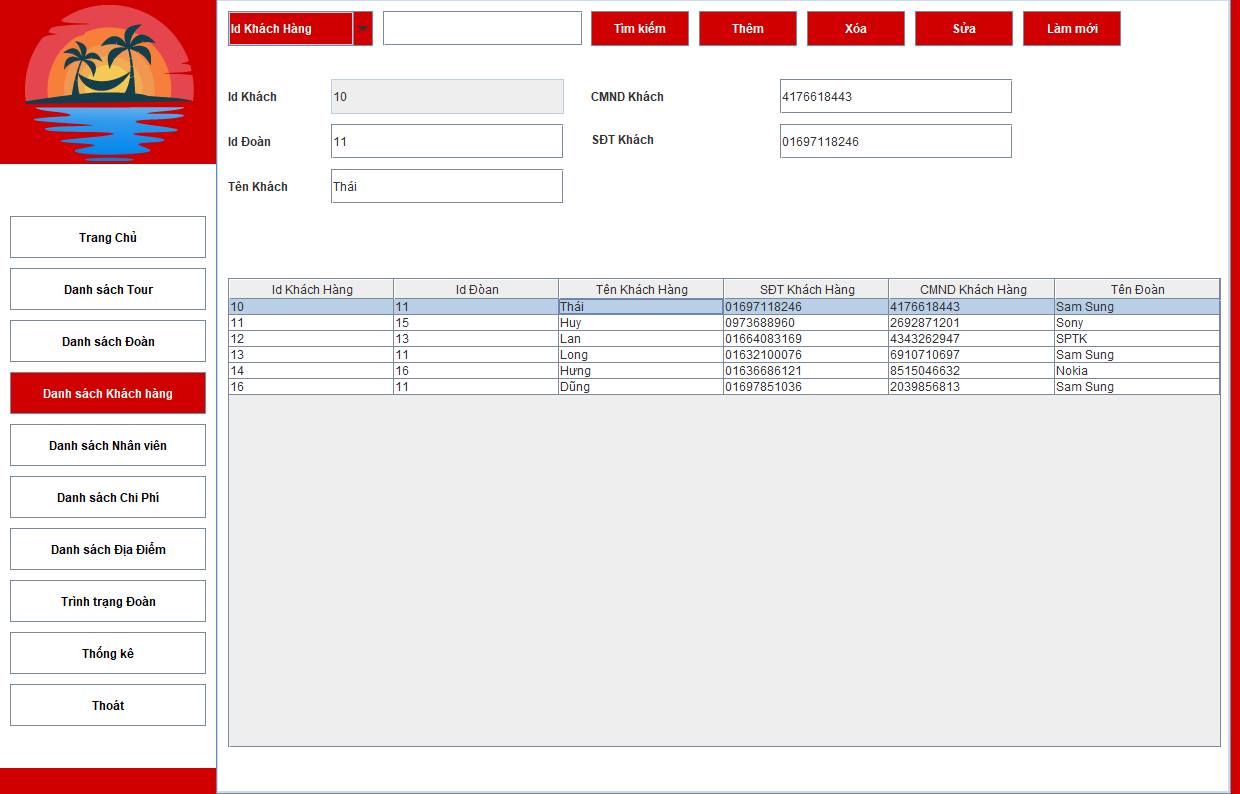 Id Khách Hàng Tìm kiếm Thêm Xóa Sửa Làm mới
Id Khách 10 CMND Khách 4176618443
Id Đoàn 11 SĐT Khách 01697118246
Tên Khách Thái
Trang Chủ
Danh sách Tour
Danh sách Đoàn
Danh sách Khách hàng
Danh sách Nhân viên
Danh sách Chi Phí
Danh sách Địa Điểm
Trình trạng Đoàn
Thống kê
Thoát
Id Khách Hàng Id Đòan Tên Khách Hàng SĐT Khách Hàng CMND Khách Hàng Tên Đoàn
10 11 Thái 01697118246 4176618443 Sam Sung
11 15 Huy 0973688960 2692871201 Sony
12 13 Lan 01664083169 4343262947 SPTK
13 11 Long 01632100076 6910710697 Sam Sung
14 16 Hưng 01636686121 8515046632 Nokia
16 11 Dũng 01697851036 2039856813 Sam Sung